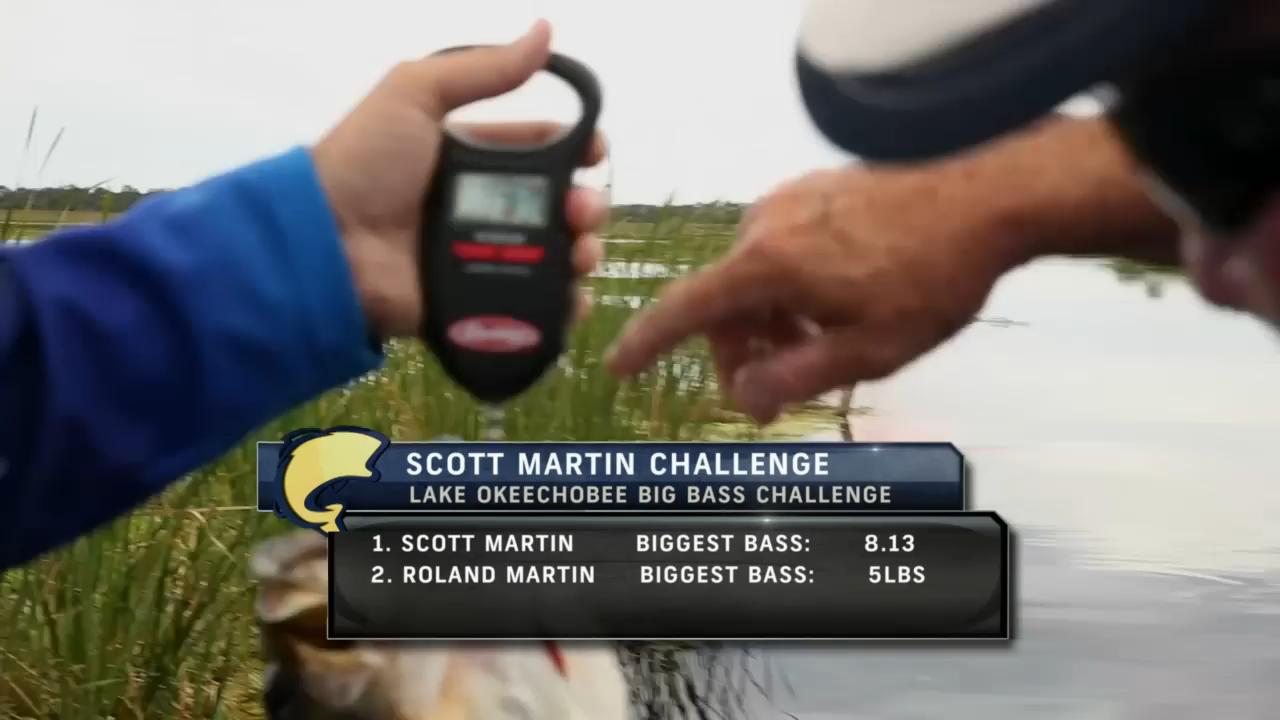 SCOTT MARTIN CHALLENGE
LAKE OKEECHOBEE BIG BASS CHALLENGE
1. SCOTT MARTIN BIGGEST BASS: 8.13
2. ROLAND MARTIN BIGGEST BASS: 5LBS